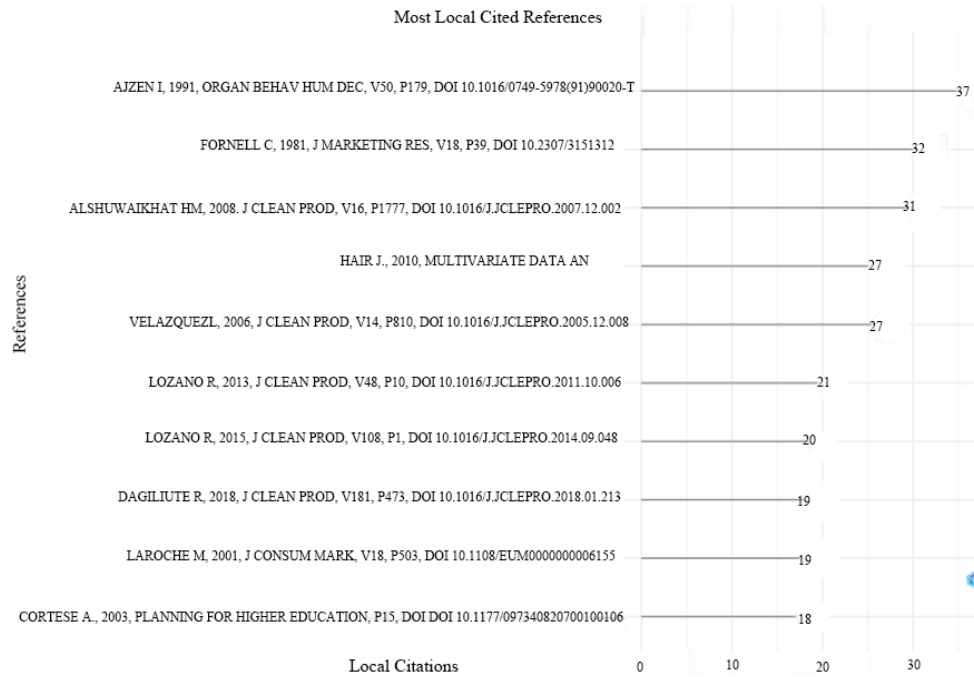 Most Local Cited References
AJZEN I, 1991, ORGAN BEHAV HUM DEC, V50, P179, DOI 10.1016/0749-5978(91)90020-T 37
FORNELL C, 1981, J MARKETING RES, V18, P39, DOI 10.2307/3151312 32
ALSHUWAIKHAT HM, 2008. J CLEAN PROD, V16, P1777, DOI 10.1016/J.JCLEPRO.2007.12.002 31
HAIR J., 2010, MULTIVARIATE DATA AN 27
References
VELAZQUEZL, 2006, J CLEAN PROD, V14, P810, DOI 10.1016/J.JCLEPRO.2005.12.008 27
LOZANO R, 2013, J CLEAN PROD, V48, P10, DOI 10.1016/J.JCLEPRO.2011.10.006 21
LOZANO R, 2015, J CLEAN PROD, V108, P1, DOI 10.1016/J.JCLEPRO.2014.09.048 20
DAGILIUTE R, 2018, J CLEAN PROD, V181, P473, DOI 10.1016/J.JCLEPRO.2018.01.213 19
LAROCHE M, 2001, J CONSUM MARK, V18, P503, DOI 10.1108/EUM0000000006155 19
CORTESE A., 2003, PLANNING FOR HIGHER EDUCATION, P15, DOI DOI 10.1177/097340820700100106 18
Local Citations 0 10 20 30